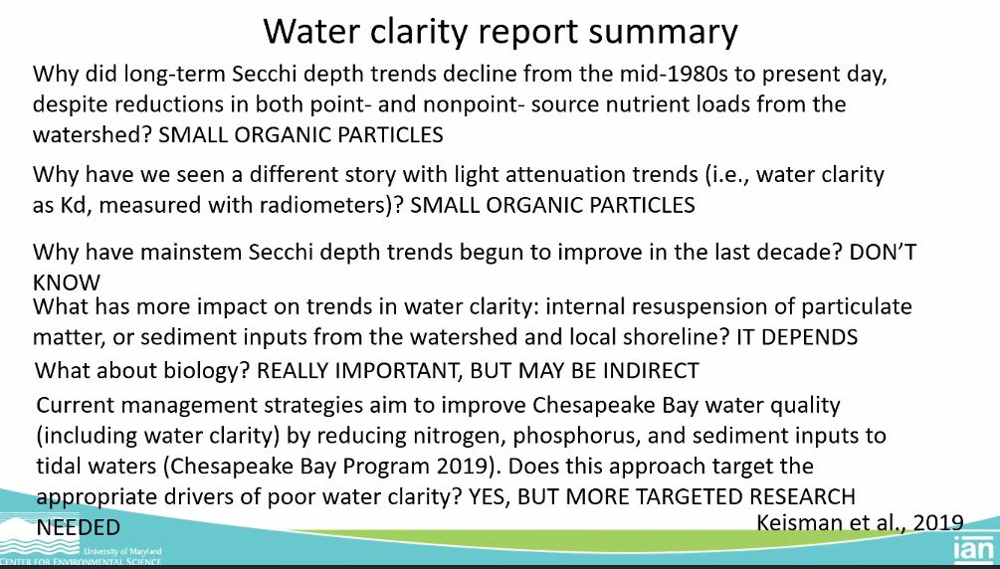 Water clarity report summary
Why did long-term Secchi depth trends decline from the mid-1980s to present day,
despite reductions in both point- and nonpoint- source nutrient loads from the
watershed? SMALL ORGANIC PARTICLES
Why have we seen a different story with light attenuation trends (i.e., water clarity
as Kd, measured with radiometers)? SMALL ORGANIC PARTICLES
Why have mainstem Secchi depth trends begun to improve in the last decade? DON'T
KNOW
What has more impact on trends in water clarity: internal resuspension of particulate
matter, or sediment inputs from the watershed and local shoreline? IT DEPENDS
What about biology? REALLY IMPORTANT, BUT MAY BE INDIRECT
Current management strategies aim to improve Chesapeake Bay water quality
(including water clarity) by reducing nitrogen, phosphorus, and sediment inputs to
tidal waters (Chesapeake Bay Program 2019). Does this approach target the
appropriate drivers of poor water clarity? YES, BUT MORE TARGETED RESEARCH
NEEDED
Keisman et al., 2019
University of Maryland
CENTER FOR ENVIRONMENTAL SCIENCE
ian